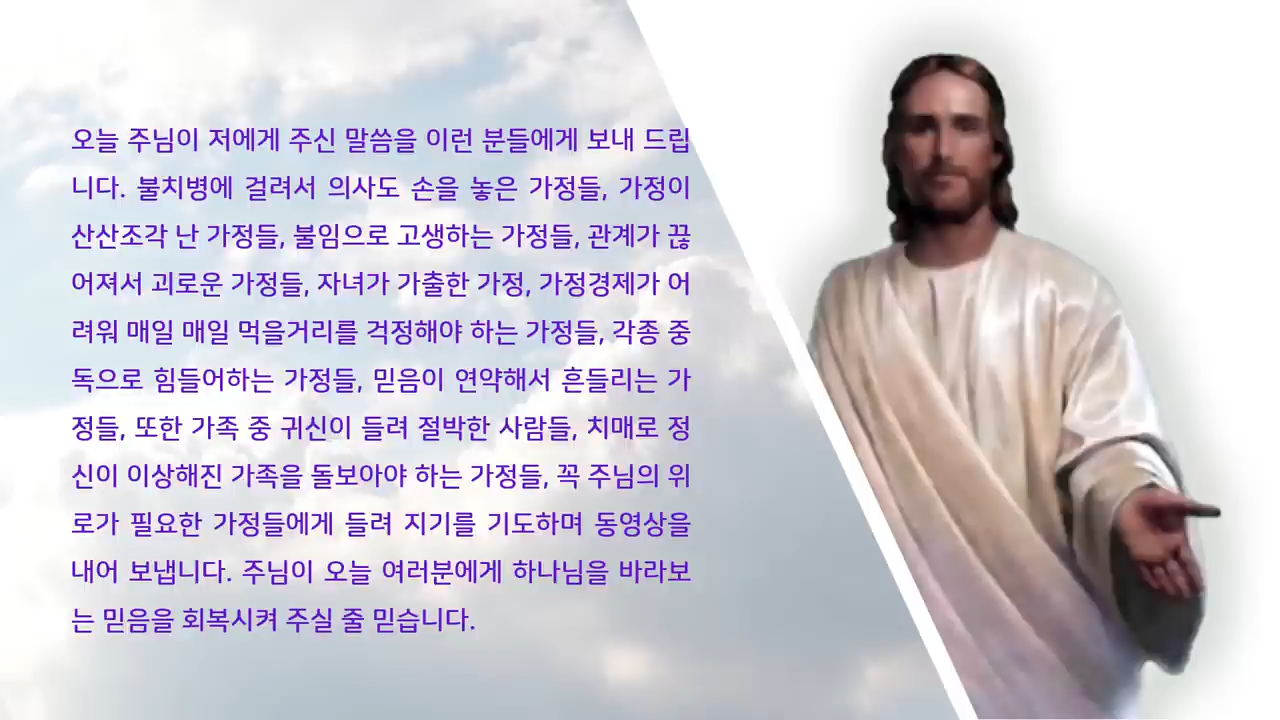 오늘 주님이 저에게 주신 말씀을 이런 분들에게 보내 드립
니다. 불치병에 걸려서 의사도 손을 놓은 가정들, 가정이
산산조각 난 가정들, 불임으로 고생하는 가정들, 관계가 끊
어져서 괴로운 가정들, 자녀가 가출한 가정, 가정경제가 어
려워 매일 매일 먹을거리를 걱정해야 하는 가정들, 각종 중
독으로 힘들어하는 가정들, 믿음이 연약해서 흔들리는 가
정들, 또한 가족 중 귀신이 들려 절박한 사람들, 치매로 정
신이 이상해진 가족을 돌보아야 하는 가정들, 꼭 주님의 위
로가 필요한 가정들에게 들려 지기를 기도하며 동영상을
내어 보냅니다. 주님이 오늘 여러분에게 하나님을 바라보
는 믿음을 회복시켜 주실 줄 믿습니다.